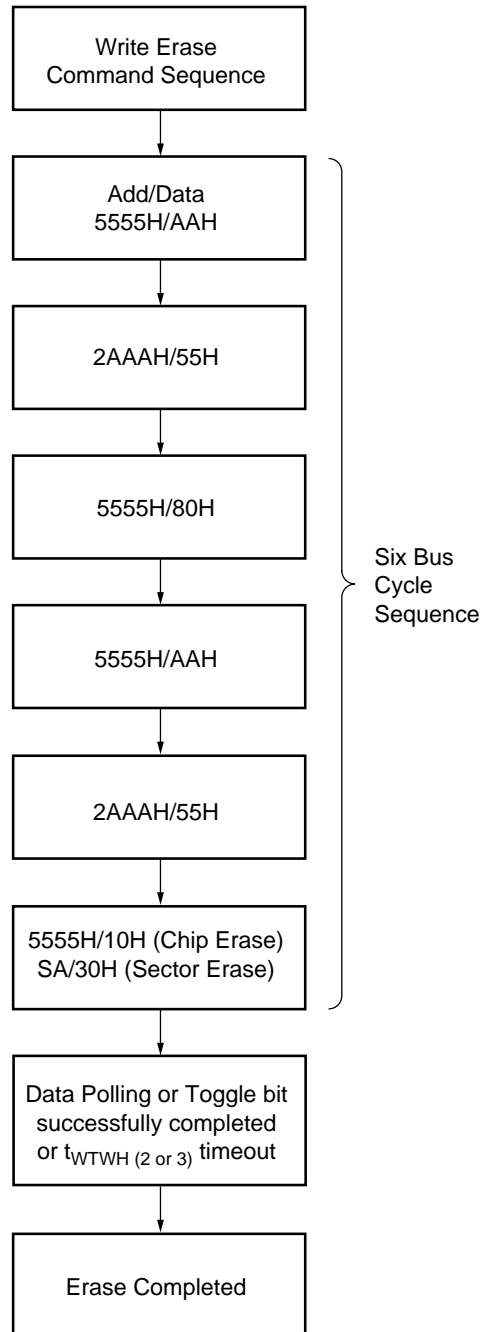 Write Erase
Command Sequence
Add/Data
5555H/AAH
2AAAH/55H
5555H/80H
5555H/AAH
2AAAH/55H
5555H/10H (Chip Erase)
SA/30H (Sector Erase)
Six Bus
Cycle
Sequence
Data Polling or Toggle bit
successfully completed
or tWTWH (2 or 3) timeout
Erase Completed